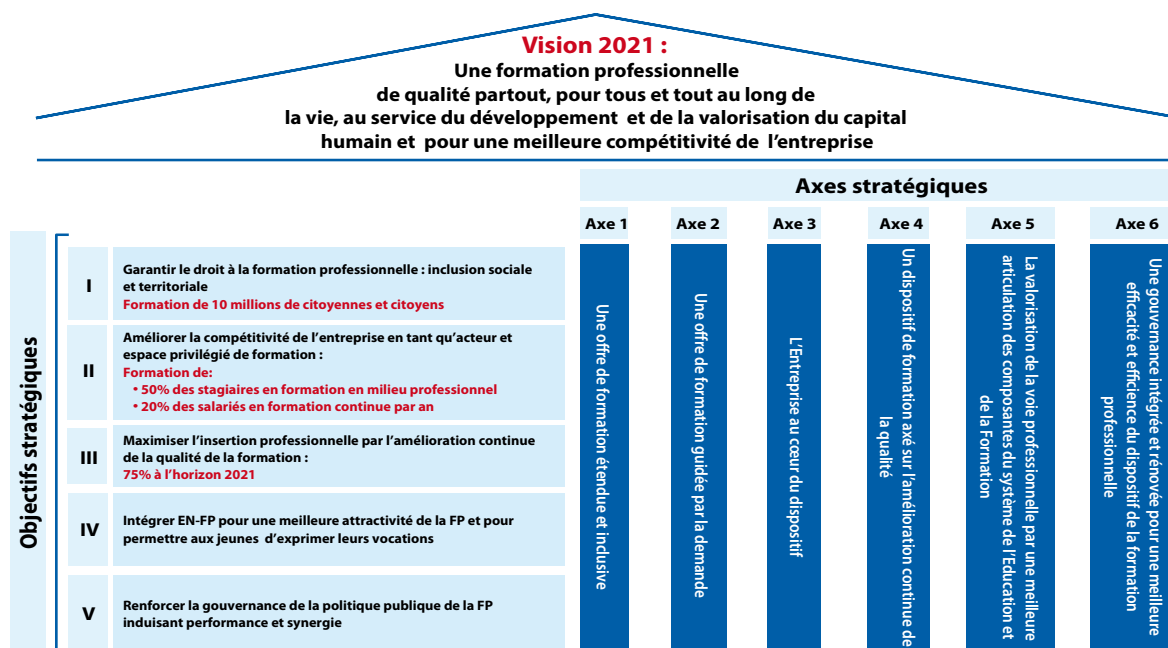 Vision 2021 :
Une formation professionnelle
de qualité partout, pour tous et tout au long de
la vie, au service du développement et de la valorisation du capital
humain et pour une meilleure compétitivité de l'entreprise
Axes stratégiques
Axe 1
Axe 2
Axe 3
Axe 4
Axe 5
Axe 6
Objectifs stratégiques
I
Garantir le droit à la formation professionnelle : inclusion sociale
et territoriale
Formation de 10 millions de citoyennes et citoyens
II
Améliorer la compétitivité de l'entreprise en tant qu'acteur et
espace privilégié de formation :
Formation de:
• 50% des stagiaires en formation en milieu professionnel
• 20% des salariés en formation continue par an
III
Maximiser l'insertion professionnelle par l'amélioration continue
de la qualité de la formation :
75% à l'horizon 2021
IV
Intégrer EN-FP pour une meilleure attractivité de la FP et pour
permettre aux jeunes d'exprimer leurs vocations
V
Renforcer la gouvernance de la politique publique de la FP
induisant performance et synergie
Une offre de formation étendue et inclusive
Une offre de formation guidée par la demande
L'Entreprise au cœur du dispositif
Un dispositif de formation axé sur l'amélioration continue de
la qualité
La valorisation de la voie professionnelle par une meilleure
articulation des composantes du système de l'Education et
de la Formation
Une gouvernance intégrée et rénovée pour une meilleure
efficacité et efficience du dispositif de la formation
professionnelle